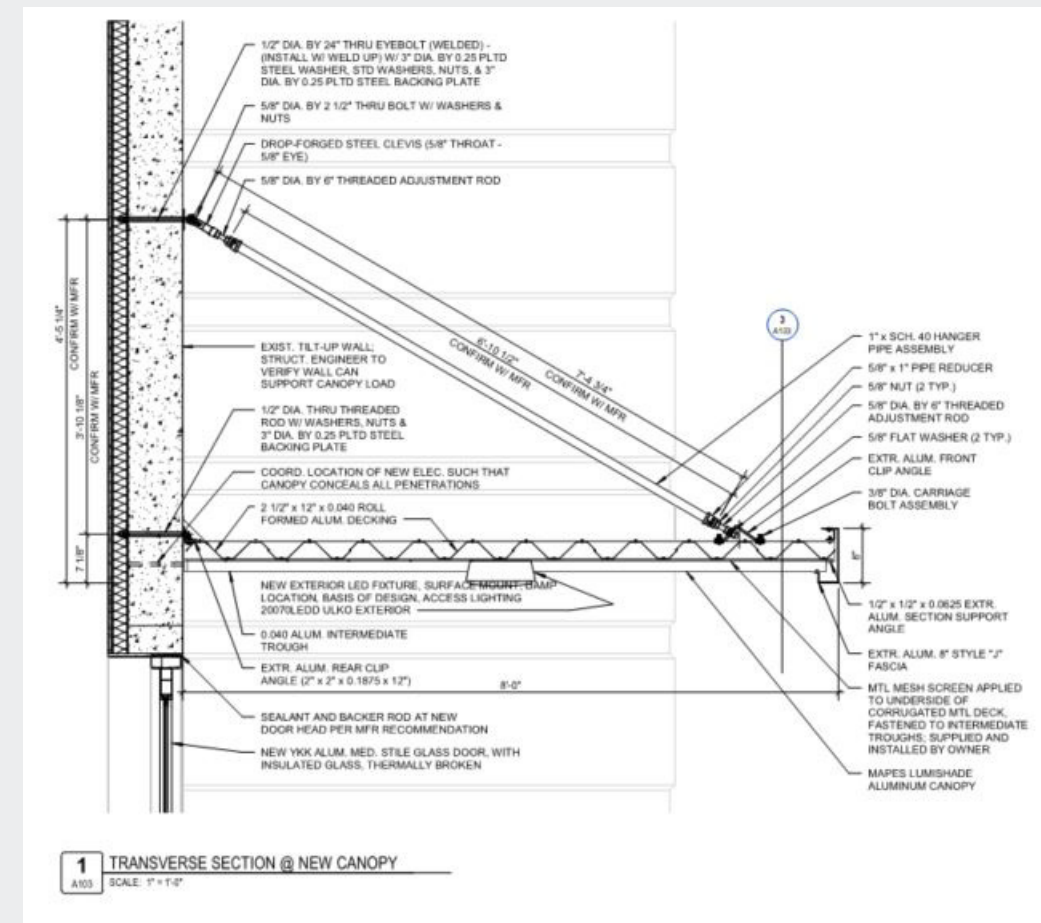 1/2" DIA. BY 24" THRU EYEBOLT (WELDED) -
(INSTALL W/ WELD UP) W/ 3" DIA. BY 0.25 PLTD
STEEL WASHER, STD WASHERS, NUTS, & 3"
DIA. BY 0.25 PLTD STEEL BACKING PLATE
5/8" DIA. BY 2 1/2" THRU BOLT W/ WASHERS &
NUTS
DROP-FORGED STEEL CLEVIS (5/8" THROAT -
5/8" EYE)
5/8" DIA. BY 6" THREADED ADJUSTMENT ROD
4'-5 1/4"
CONFIRM W/ MFR
3'-10 1/8"
CONFIRM W/ MFR
7 1/8"
6'-10 1/2"
CONFIRM W/ MFR
7'-4 3/4"
CONFIRM W/ MFR
EXIST. TILT-UP WALL;
STRUCT. ENGINEER TO
VERIFY WALL CAN
SUPPORT CANOPY LOAD
1/2" DIA. THRU THREADED
ROD W/ WASHERS, NUTS &
3" DIA. BY 0.25 PLTD STEEL
BACKING PLATE
COORD. LOCATION OF NEW ELEC. SUCH THAT
CANOPY CONCEALS ALL PENETRATIONS
2 1/2" x 12" x 0.040 ROLL
FORMED ALUM. DECKING
NEW EXTERIOR LED FIXTURE, SURFACE MOUNT, DAMP
LOCATION, BASIS OF DESIGN, ACCESS LIGHTING
20070LEDD ULKO EXTERIOR
0.040 ALUM. INTERMEDIATE
TROUGH
EXTR. ALUM. REAR CLIP
ANGLE (2" x 2" x 0.1875 x 12")
8'-0"
SEALANT AND BACKER ROD AT NEW
DOOR HEAD PER MFR RECOMMENDATION
NEW YKK ALUM. MED. STILE GLASS DOOR, WITH
INSULATED GLASS, THERMALLY BROKEN
3
A103
1" x SCH. 40 HANGER
PIPE ASSEMBLY
5/8" x 1" PIPE REDUCER
5/8" NUT (2 TYP.)
5/8" DIA. BY 6" THREADED
ADJUSTMENT ROD
5/8" FLAT WASHER (2 TYP.)
EXTR. ALUM. FRONT
CLIP ANGLE
3/8" DIA. CARRIAGE
BOLT ASSEMBLY
8"
1/2" x 1/2" x 0.0625 EXTR.
ALUM. SECTION SUPPORT
ANGLE
EXTR. ALUM. 8" STYLE "J"
FASCIA
MTL MESH SCREEN APPLIED
TO UNDERSIDE OF
CORRUGATED MTL DECK,
FASTENED TO INTERMEDIATE
TROUGHS; SUPPLIED AND
INSTALLED BY OWNER
MAPES LUMISHADE
ALUMINUM CANOPY
1
A103
TRANSVERSE SECTION @ NEW CANOPY
SCALE: 1" = 1'-0"